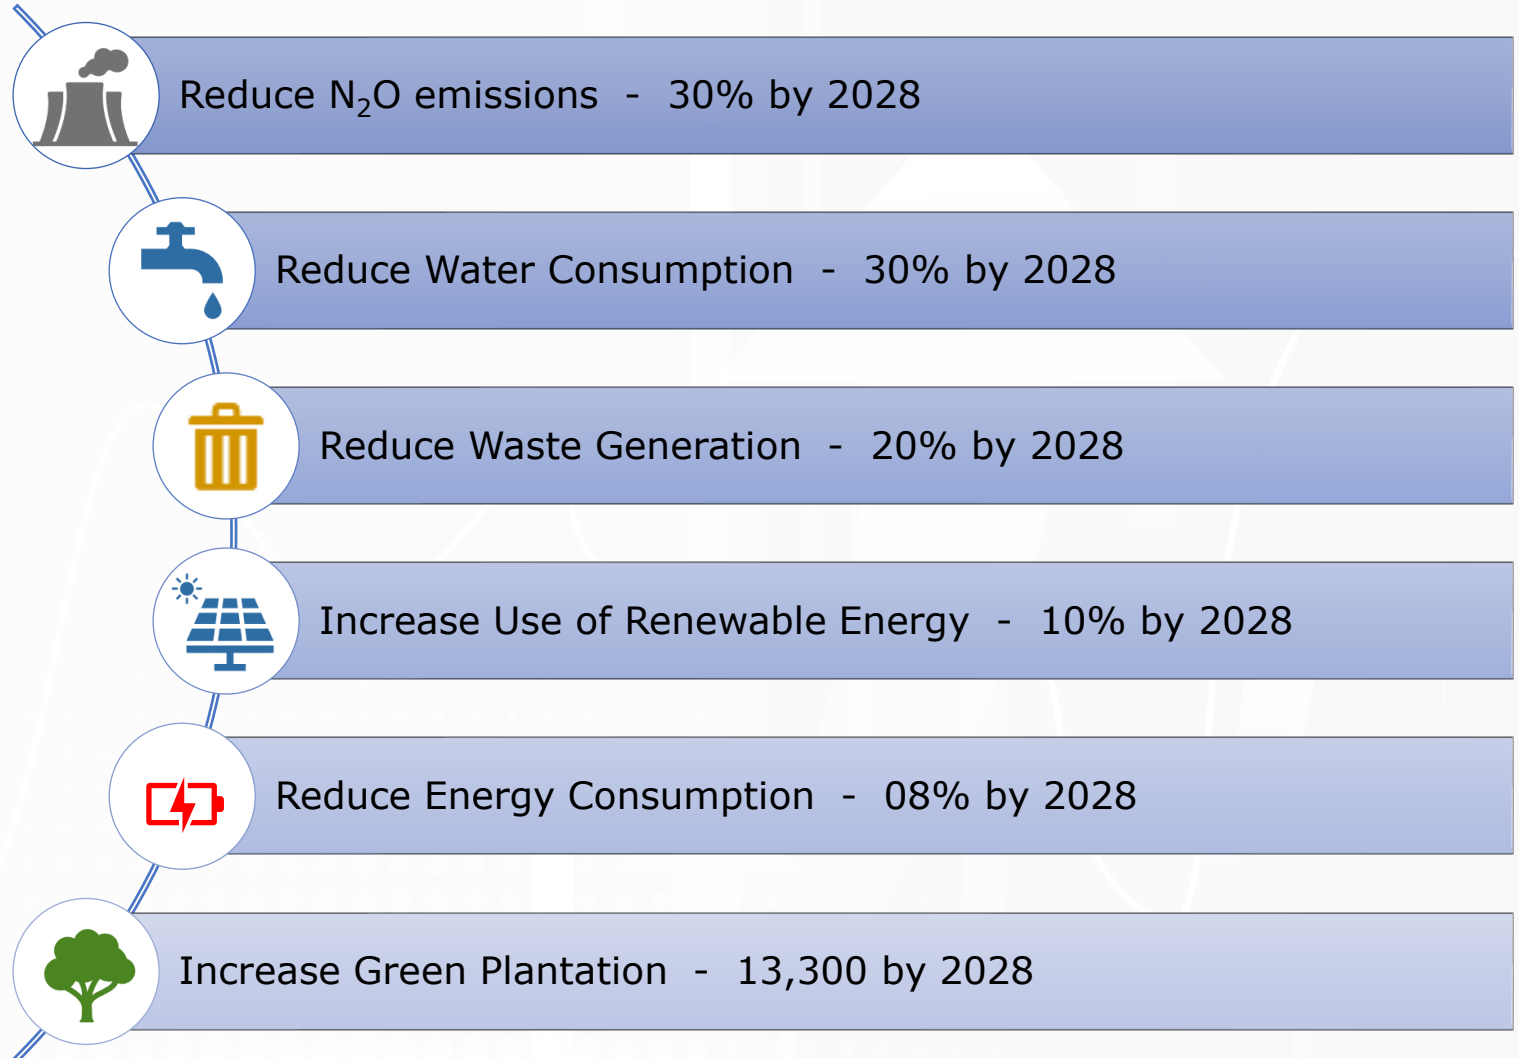 Reduce N₂O emissions - 30% by 2028
Reduce Water Consumption - 30% by 2028
Reduce Waste Generation - 20% by 2028
Increase Use of Renewable Energy - 10% by 2028
Reduce Energy Consumption - 08% by 2028
Increase Green Plantation - 13,300 by 2028